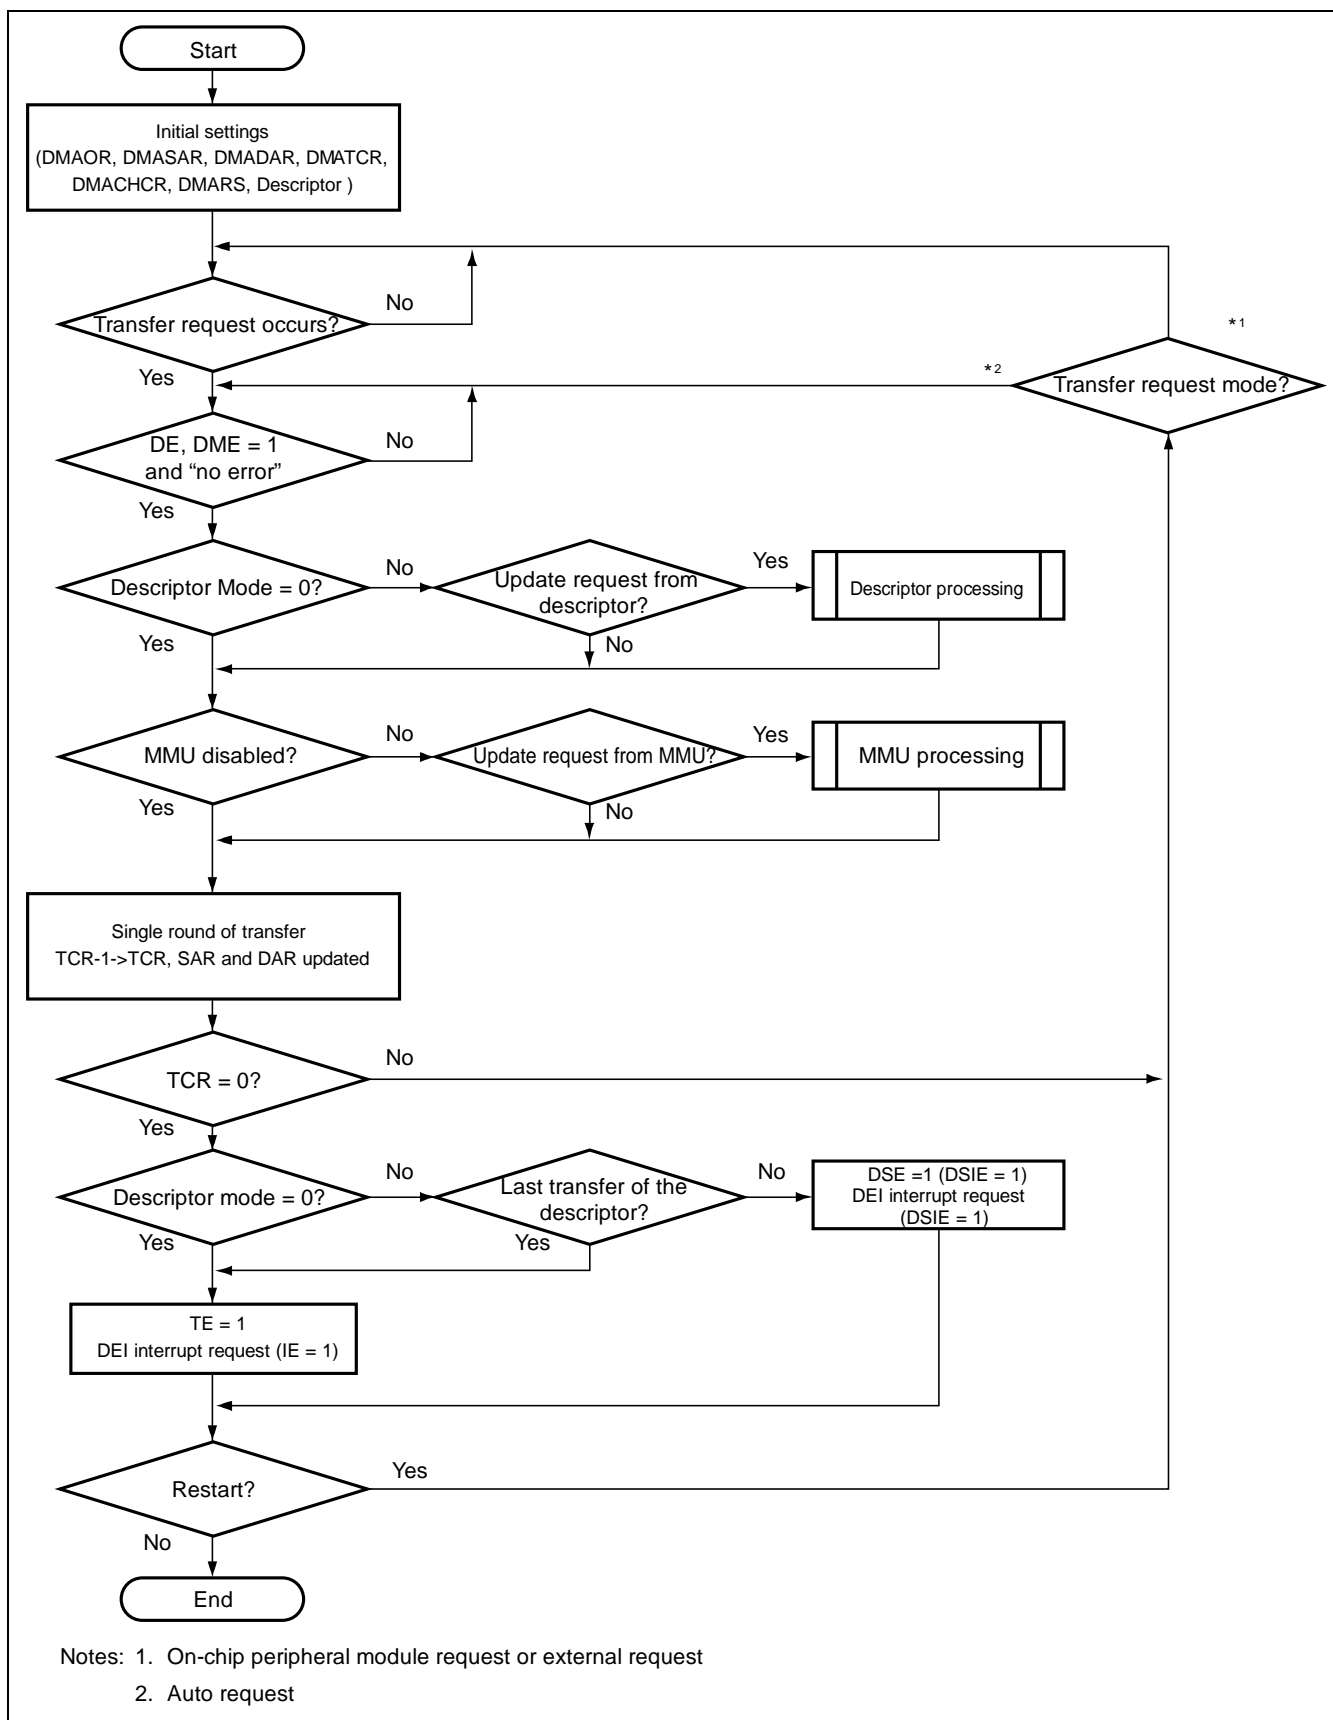 Start
Initial settings
(DMAOR, DMASAR, DMADAR, DMATCR,
DMACHCR, DMARS, Descriptor )
Transfer request occurs?
No
Yes
*1
*2
Transfer request mode?
DE, DME = 1
and “no error”
No
Yes
Descriptor Mode = 0?
No
Yes
Update request from
descriptor?
Yes
No
Descriptor processing
MMU disabled?
No
Yes
Update request from MMU?
Yes
No
MMU processing
Single round of transfer
TCR-1->TCR, SAR and DAR updated
TCR = 0?
No
Yes
Descriptor mode = 0?
No
Yes
Last transfer of the
descriptor?
No
Yes
DSE =1 (DSIE = 1)
DEI interrupt request
(DSIE = 1)
TE = 1
DEI interrupt request (IE = 1)
Restart?
Yes
No
End
Notes: 1. On-chip peripheral module request or external request
2. Auto request